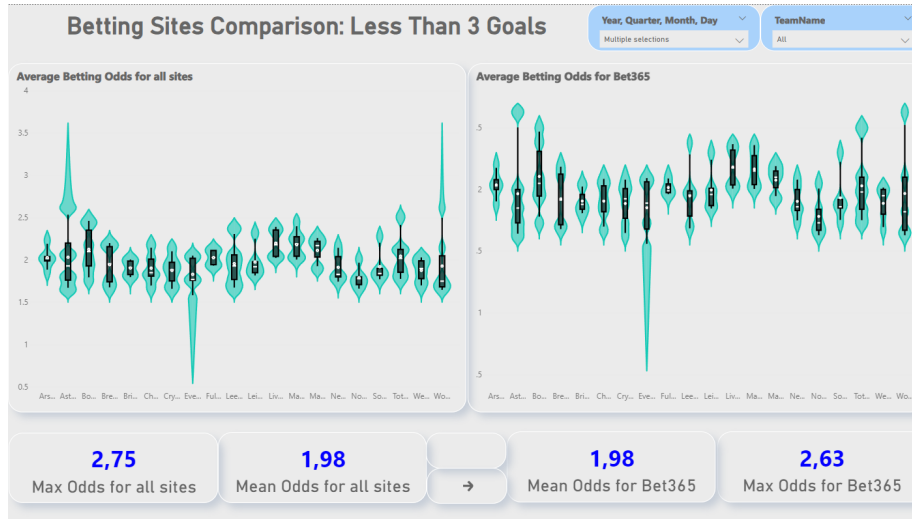 Betting Sites Comparison: Less Than 3 Goals
Year, Quarter, Month, Day
Multiple selections
TeamName
All
Average Betting Odds for all sites
4
3.5
3
2.5
2
1.5
1
0.5
Ars... Ast... Bo... Bre... Bri... Ch... Cry... Eve... Ful... Lee... Lei... Liv... Ma... Ma... Ne... No... So... Tot... We... Wo...
Average Betting Odds for Bet365
.5
2
.5
1
.5
Ars... Ast... Bo... Bre... Bri... Ch... Cry... Eve... Ful... Lee... Lei... Liv... Ma... Ma... Ne... No... So... Tot... We... Wo...
2,75
Max Odds for all sites
1,98
Mean Odds for all sites
1,98
Mean Odds for Bet365
2,63
Max Odds for Bet365